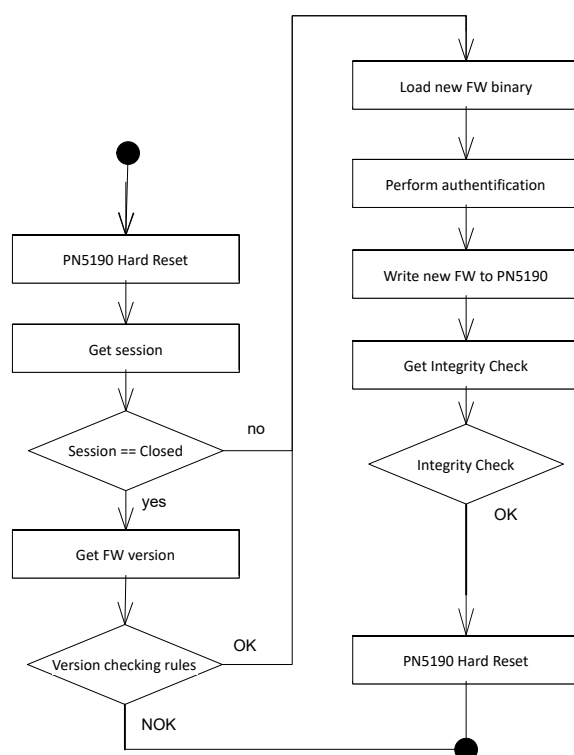 PN5190 Hard Reset
Get session
Session == Closed
no
yes
Get FW version
Version checking rules
OK
NOK
Load new FW binary
Perform authentification
Write new FW to PN5190
Get Integrity Check
Integrity Check
OK
PN5190 Hard Reset